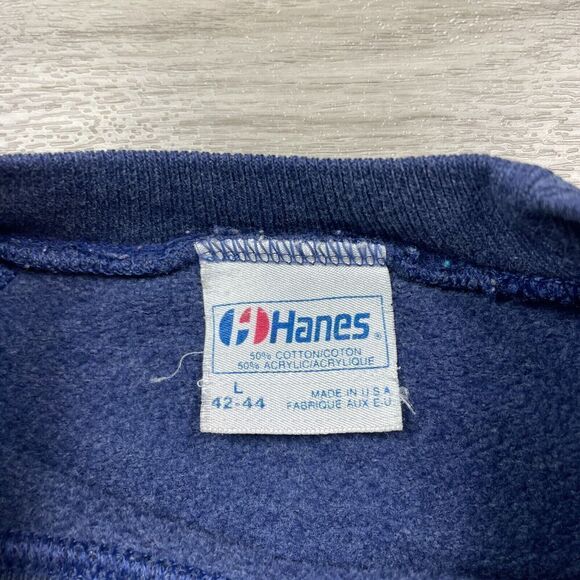 Hanes®
50% COTTON/COTON
50% ACRYLIC/ACRYLIQUE
L
42-44
MADE IN U S A
FABRIQUE AUX E-U